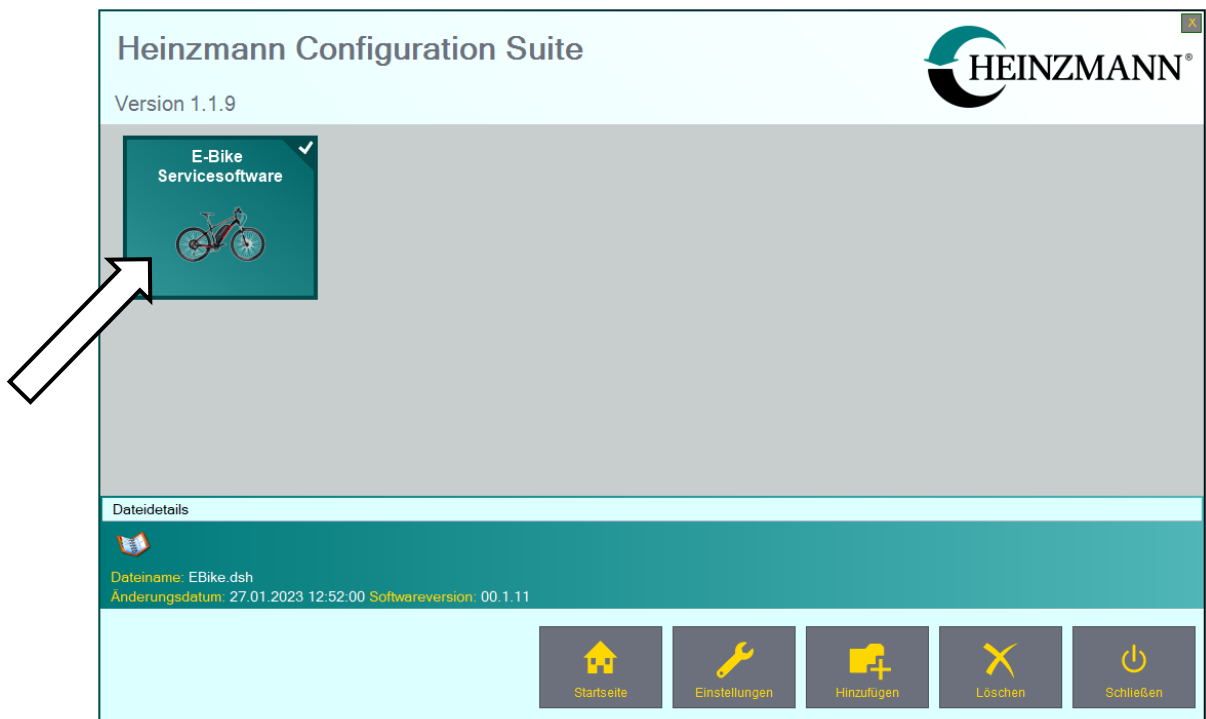 Heinzmann Configuration Suite
X
HEINZMANN®
Version 1.1.9
E-Bike
Servicesoftware
Dateidetails
Dateiname: EBike.dsh
Änderungsdatum: 27.01.2023 12:52:00 Softwareversion: 00.1.11
Startseite
Einstellungen
Hinzufügen
Löschen
Schließen